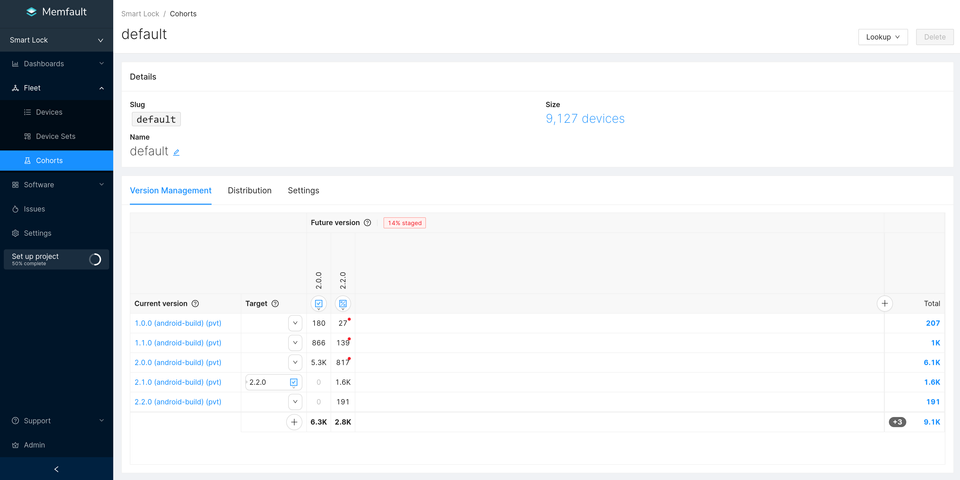 Memfault
Smart Lock
Dashboards
Fleet
Devices
Device Sets
Cohorts
Software
Issues
Settings
Set up project
50% complete
Support
Admin
Smart Lock / Cohorts
default
Lookup
Delete
Details
Slug
default
Size
9,127 devices
Name
default
Version Management Distribution Settings
Future version 14% staged
2.0.0 2.2.0
Current version Target Total
1.0.0 (android-build) (pvt) 180 27 207
1.1.0 (android-build) (pvt) 866 139 1K
2.0.0 (android-build) (pvt) 5.3K 817 6.1K
2.1.0 (android-build) (pvt) 2.2.0 0 1.6K 1.6K
2.2.0 (android-build) (pvt) 0 191 191
6.3K 2.8K +3 9.1K